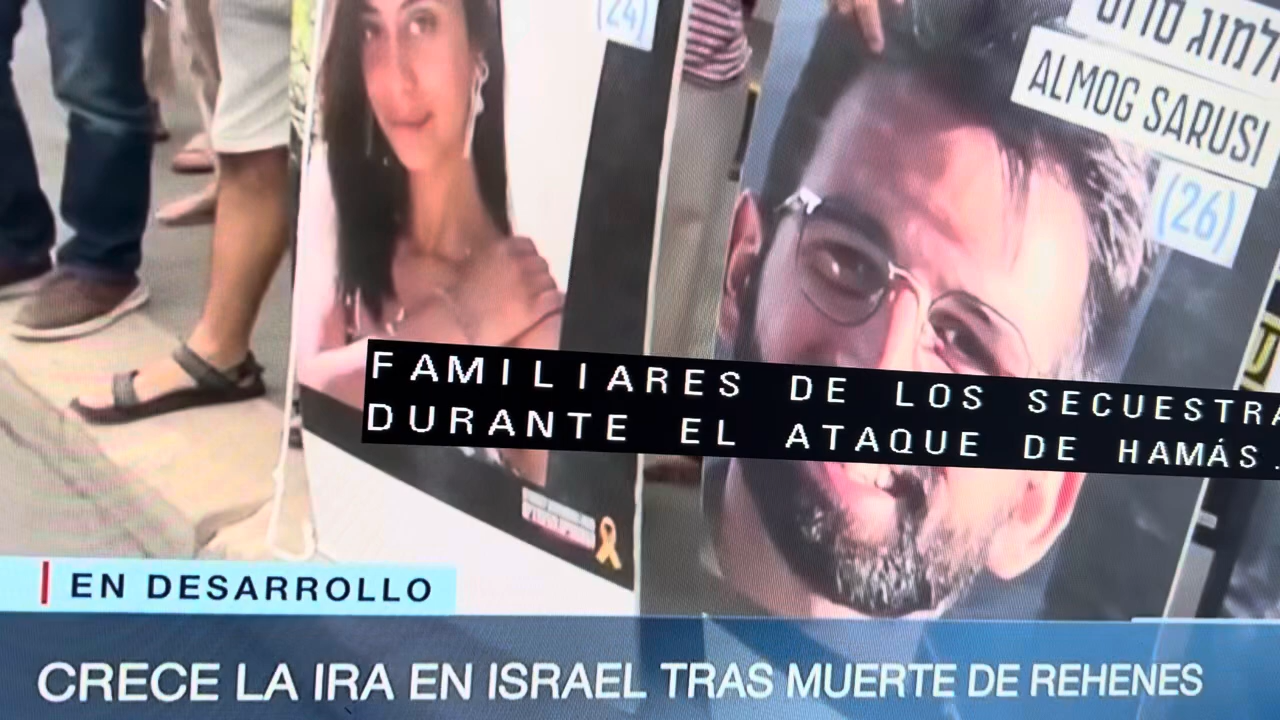 (24)
אלמוג סרוסי
ALMOG SARUSI
(26)
FAMILIARES DE LOS SECUESTRA
DURANTE EL ATAQUE DE HAMÁS.
EN DESARROLLO
CRECE LA IRA EN ISRAEL TRAS MUERTE DE REHENES